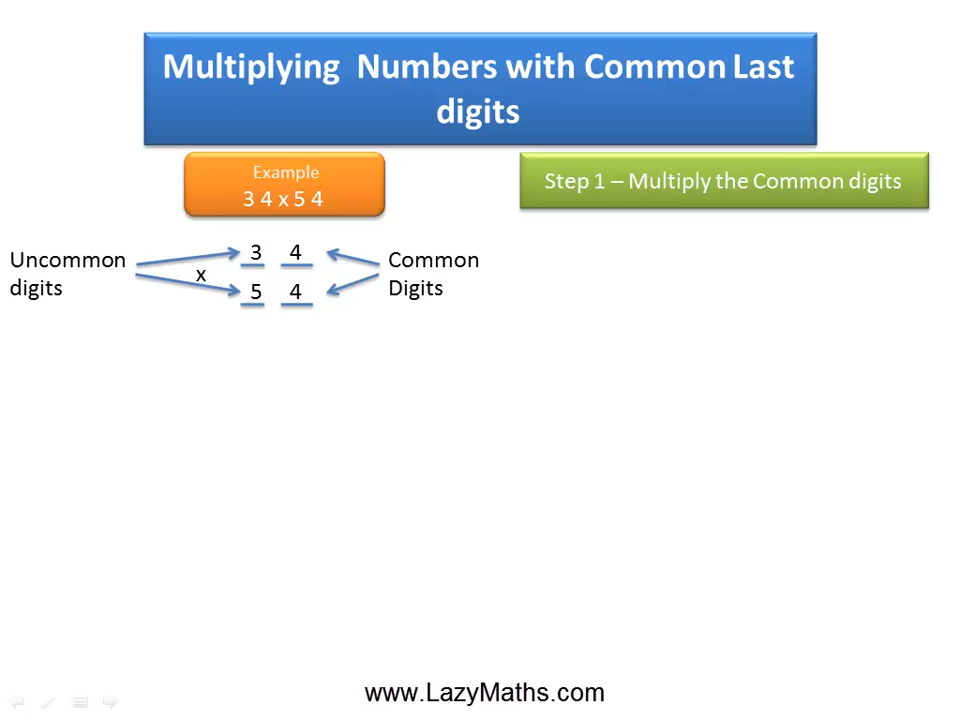 Multiplying Numbers with Common Last
digits
Example
3 4 x 5 4
Step 1 – Multiply the Common digits
Uncommon
digits
3 4
x
5 4
Common
Digits
www.LazyMaths.com